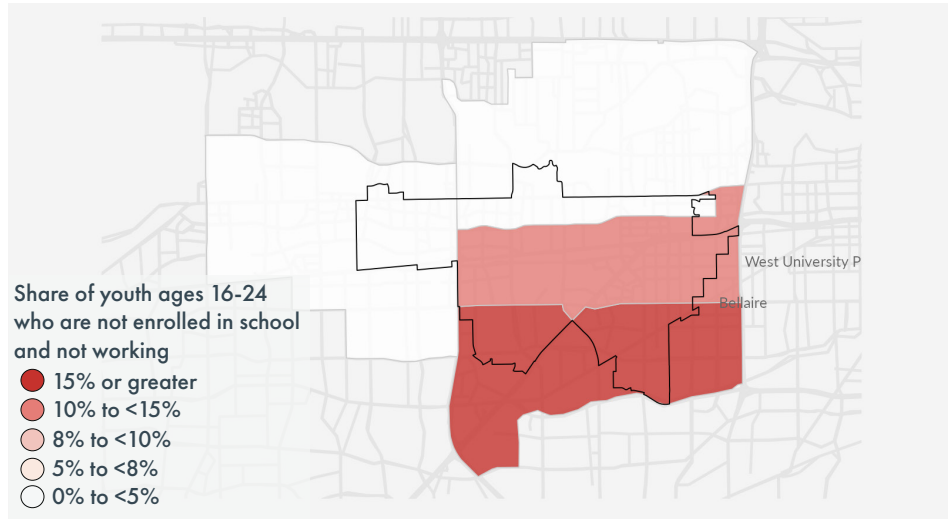 West University P
Bellaire
Share of youth ages 16-24
who are not enrolled in school
and not working
15% or greater
10% to <15%
8% to <10%
5% to <8%
0% to <5%